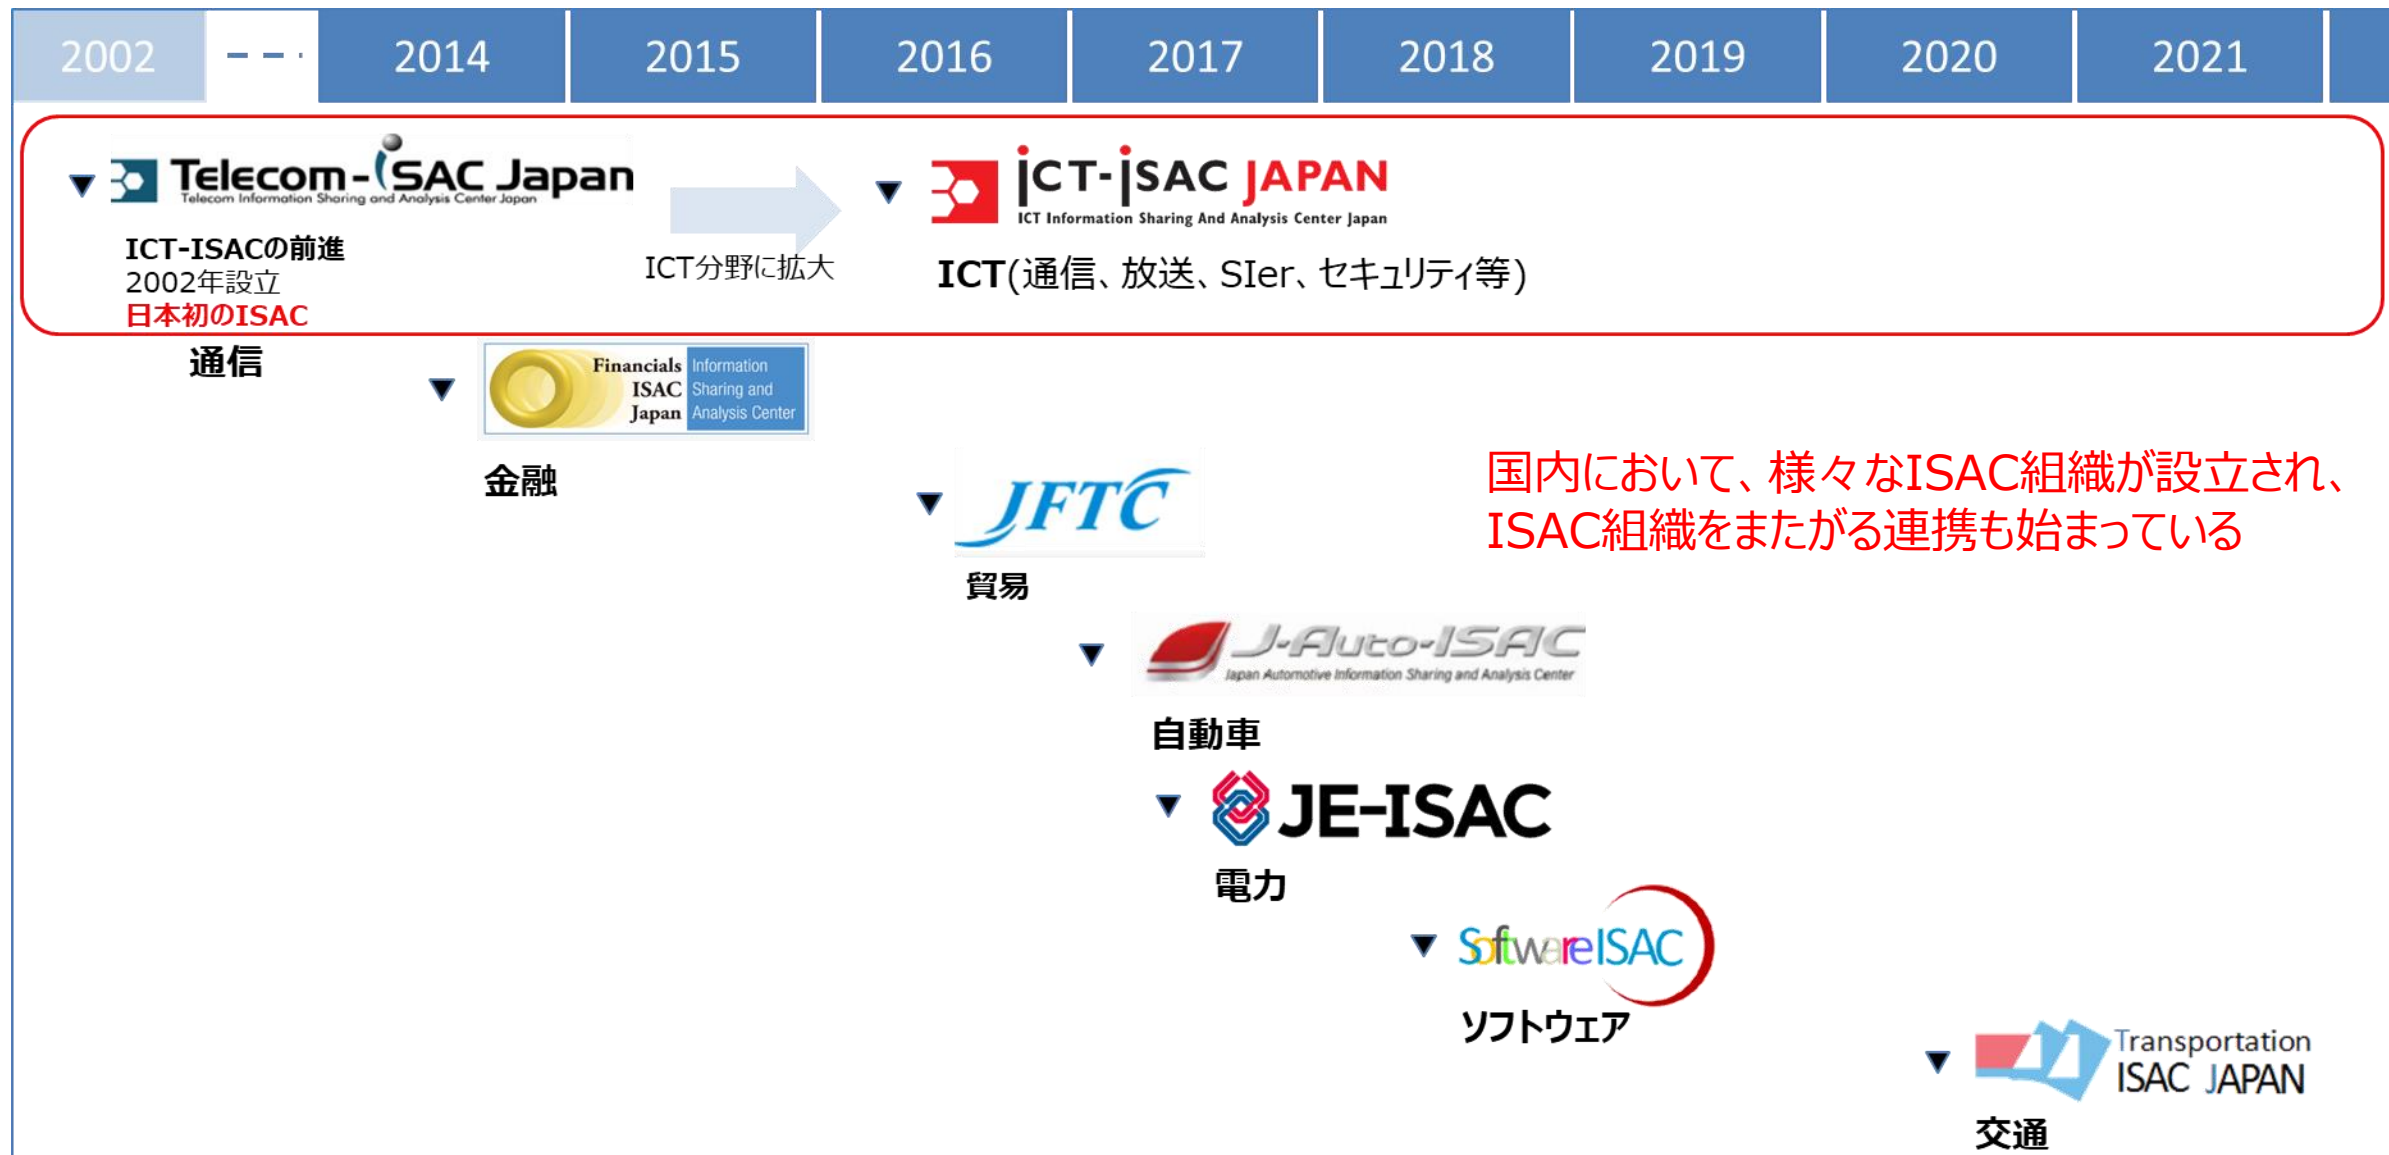 2002
2014
2015
2016
2017
2018
2019
2020
2021
Telecom-iSAC Japan
Telecom Information Sharing and Analysis Center Japan
ICT-ISACの前進
2002年設立
日本初のISAC
通信
ICT分野に拡大
iCT-iSAC JAPAN
ICT Information Sharing And Analysis Center Japan
ICT(通信、放送、SIer、セキュリティ等)
Financials
ISAC
Japan
Information
Sharing and
Analysis Center
金融
JFTC
貿易
国内において、様々なISAC組織が設立され、
ISAC組織をまたがる連携も始まっている
J-Auto-ISAC
Japan Automotive Information Sharing and Analysis Center
自動車
JE-ISAC
電力
SoftwareISAC
ソフトウェア
Transportation
ISAC JAPAN
交通